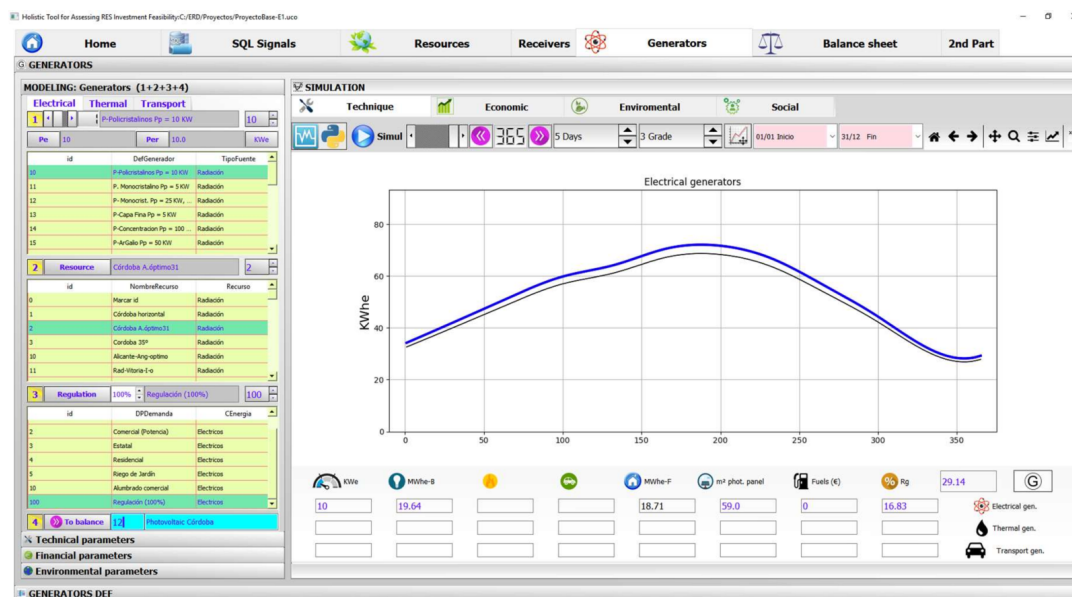 Holistic Tool for Assessing RES Investment Feasibility:C:/ERD/Proyectos/ProyectoBase-E1.uco
Home SQL Signals Resources Receivers Generators Balance sheet 2nd Part
G GENERATORS
MODELING: Generators (1+2+3+4)
Electrical Thermal Transport
1 P-Policristalinos Pp = 10 KW 10
Pe 10 Per 10.0 KWe
id DefGenerador TipoFuente
10 P-Policristalinos Pp = 10 KW Radiación
11 P. Monocristalino Pp = 5 KW Radiación
12 P- Monocrist. Pp = 25 KW, ... Radiación
13 P-Capa Fina Pp = 5 KW Radiación
14 P-Concentracion Pp = 100 ... Radiación
15 P-ArGalio Pp = 50 KW Radiación
2 Resource Córdoba A.óptimo31 2
id NombreRecurso Recurso
0 Marcar id Radiación
1 Córdoba horizontal Radiación
2 Córdoba A.óptimo31 Radiación
3 Cordoba 35º Radiación
10 Alicante-Ang-optimo Radiación
11 Rad-Vitoria-I-o Radiación
3 Regulation 100% Regulación (100%) 100
id DPDemanda CEnergia
2 Comercial (Potencia) Electricos
3 Estatal Electricos
4 Residencial Electricos
5 Riego de Jardín Electricos
10 Alumbrado comercial Electricos
100 Regulación (100%) Electricos
4 To balance 12 Photovoltaic Córdoba
Technical parameters
Financial parameters
Environmental parameters
GENERATORS DEF
SIMULATION
Technique Economic Enviromental Social
Simul 365 5 Days 3 Grade 01/01 Inicio 31/12 Fin
Electrical generators
KWhe
80
60
40
20
0
0 50 100 150 200 250 300 350
KWe MWhe-B MWhe-F m² phot. panel Fuels (€) % Rg 29.14 G
10 19.64 18.71 59.0 0 16.83 Electrical gen.
Thermal gen.
Transport gen.